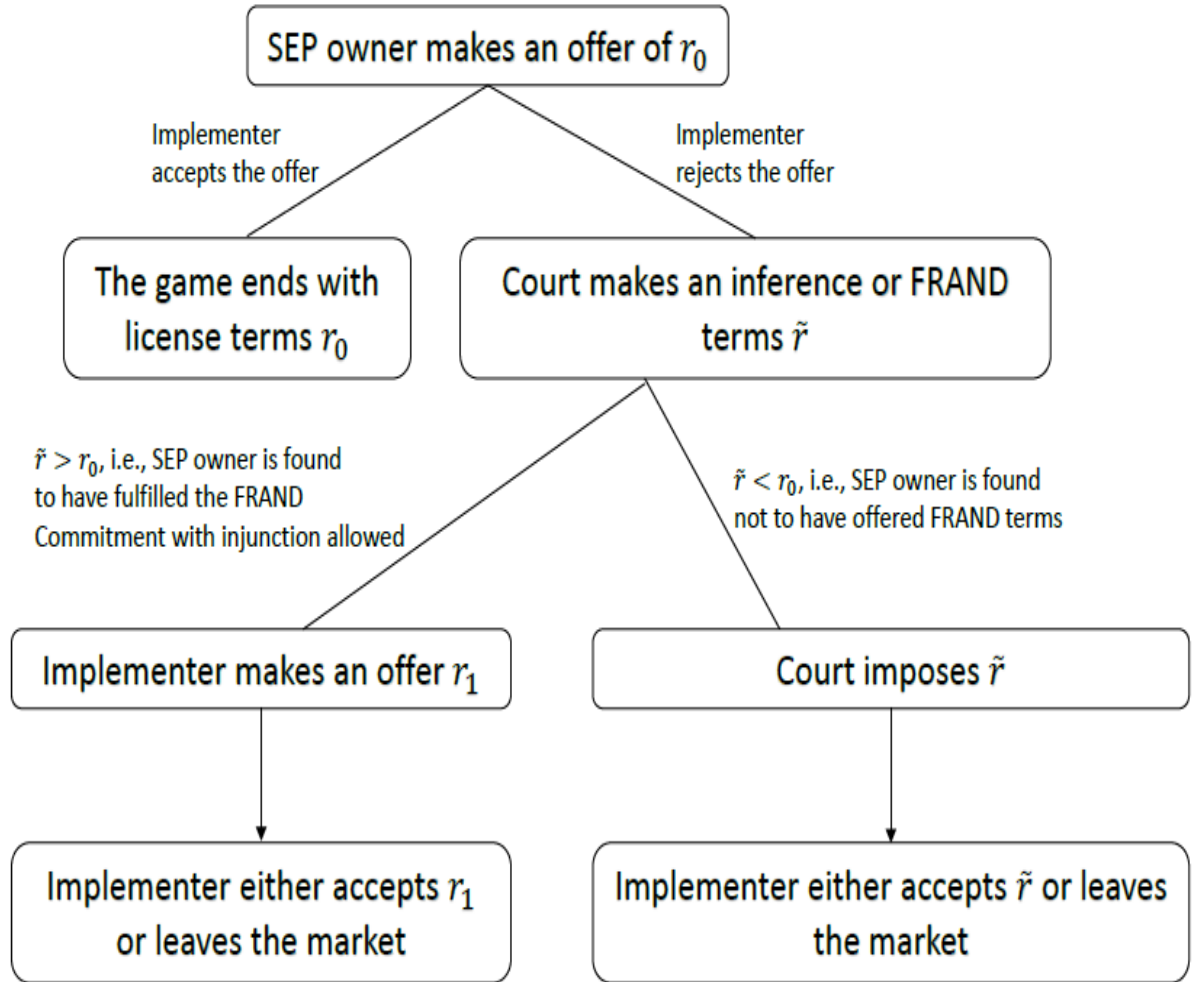 SEP owner makes an offer of r₀
Implementer
accepts the offer
Implementer
rejects the offer
The game ends with
license terms r₀
Court makes an inference or FRAND
terms r̃
r̃ > r₀, i.e., SEP owner is found
to have fulfilled the FRAND
Commitment with injunction allowed
r̃ < r₀, i.e., SEP owner is found
not to have offered FRAND terms
Implementer makes an offer r₁
Court imposes r̃
Implementer either accepts r₁
or leaves the market
Implementer either accepts r̃ or leaves
the market